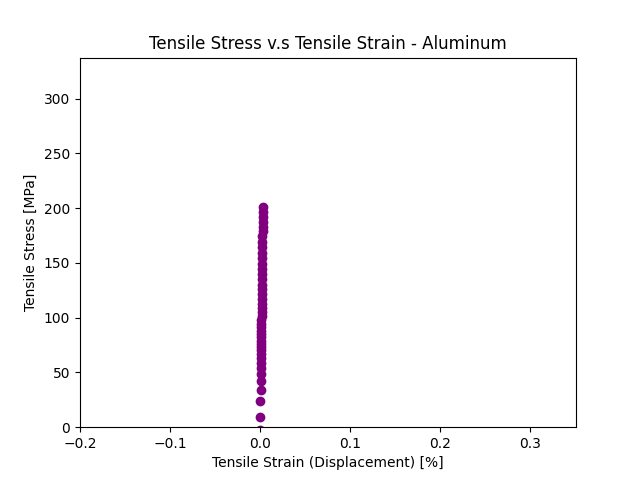 Tensile Stress v.s Tensile Strain - Aluminum
300
250
200
150
100
50
0
Tensile Stress [MPa]
−0.2 −0.1 0.0 0.1 0.2 0.3
Tensile Strain (Displacement) [%]